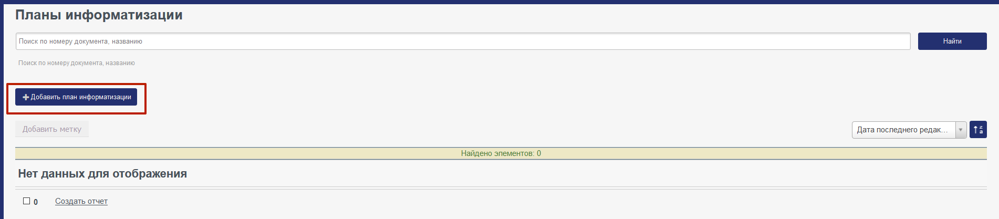 Планы информатизации
Поиск по номеру документа, названию
Найти
Поиск по номеру документа, названию
Добавить план информатизации
Добавить метку
Дата последнего редак...
z
a
Найдено элементов: 0
Нет данных для отображения
0
Создать отчет